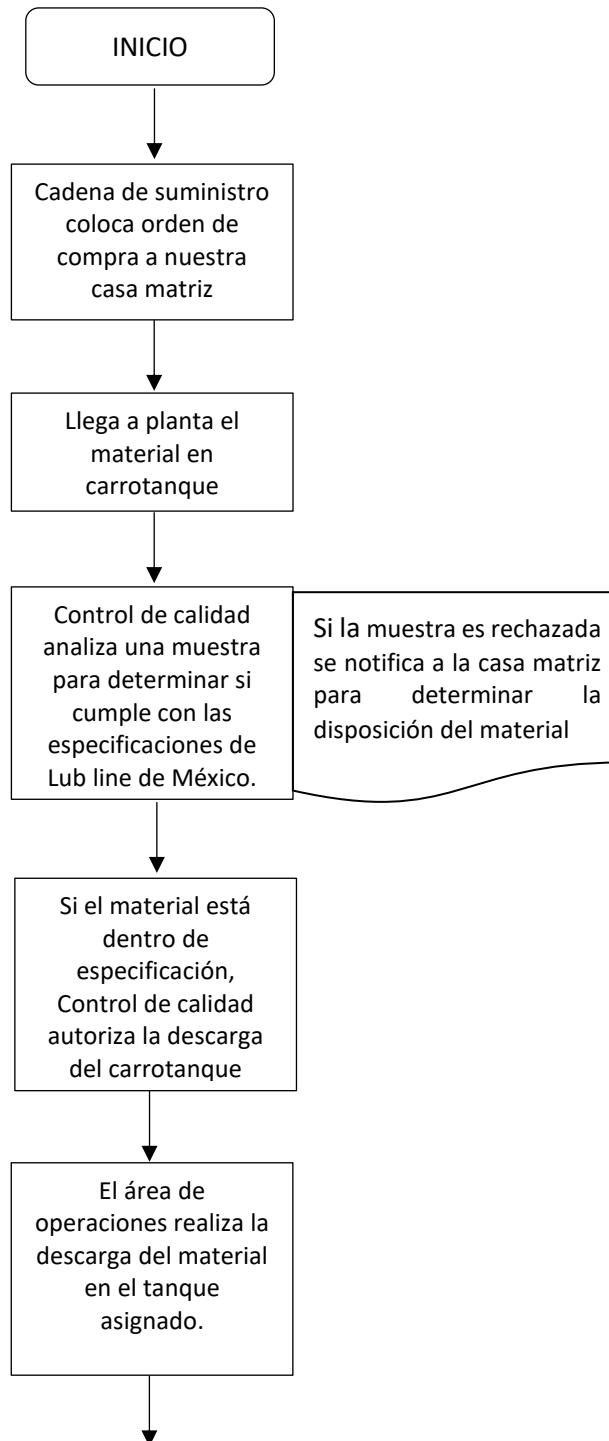 INICIO
Cadena de suministro
coloca orden de
compra a nuestra
casa matriz
Llega a planta el
material en
carrotanque
Control de calidad
analiza una muestra
para determinar si
cumple con las
especificaciones de
Lub line de México.
Si la muestra es rechazada
se notifica a la casa matriz
para determinar la
disposición del material
Si el material está
dentro de
especificación,
Control de calidad
autoriza la descarga
del carrotanque
El área de
operaciones realiza la
descarga del material
en el tanque
asignado.